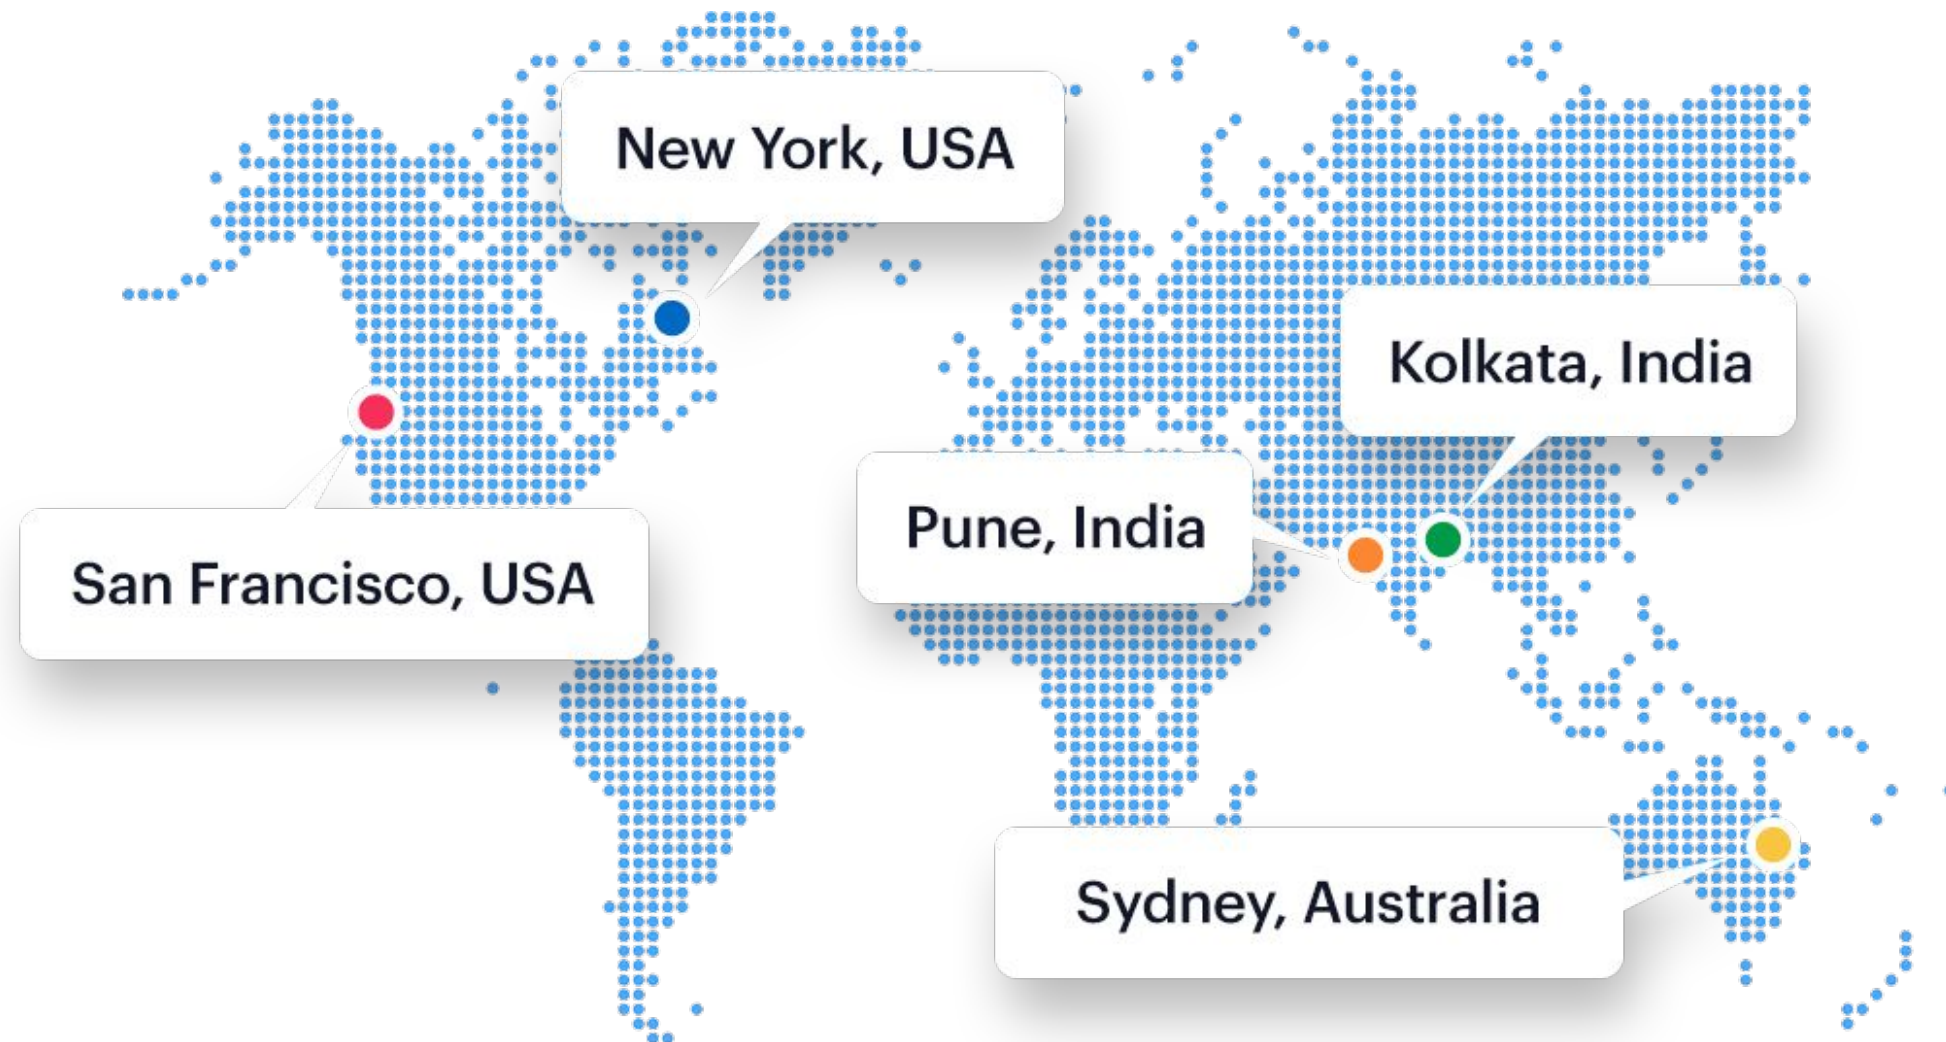 New York, USA
Kolkata, India
Pune, India
San Francisco, USA
Sydney, Australia